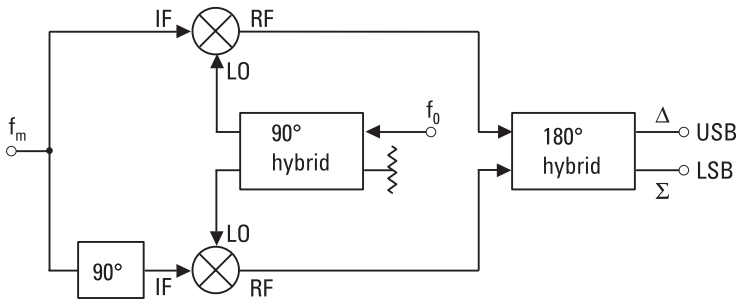 IF
RF
LO
f₀
fₘ
90°
hybrid
180°
hybrid
Δ
USB
LSB
Σ
LO
90°
IF
RF